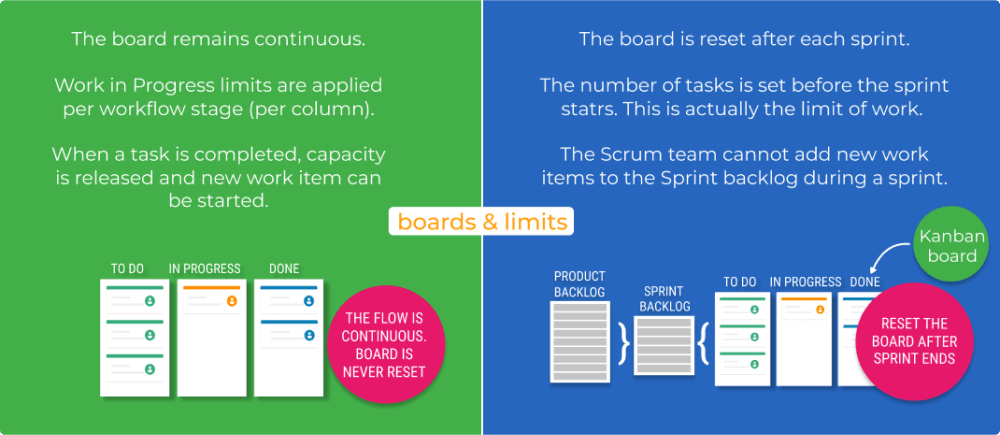 The board remains continuous.
Work in Progress limits are applied
per workflow stage (per column).
When a task is completed, capacity
is released and new work item can
be started.
The board is reset after each sprint.
The number of tasks is set before the sprint
statrs. This is actually the limit of work.
The Scrum team cannot add new work
items to the Sprint backlog during a sprint.
boards & limits
TO DO
IN PROGRESS
DONE
THE FLOW IS
CONTINUOUS.
BOARD IS
NEVER RESET
PRODUCT
BACKLOG
SPRINT
BACKLOG
TO DO
IN PROGRESS
DONE
Kanban
board
RESET THE
BOARD AFTER
SPRINT ENDS